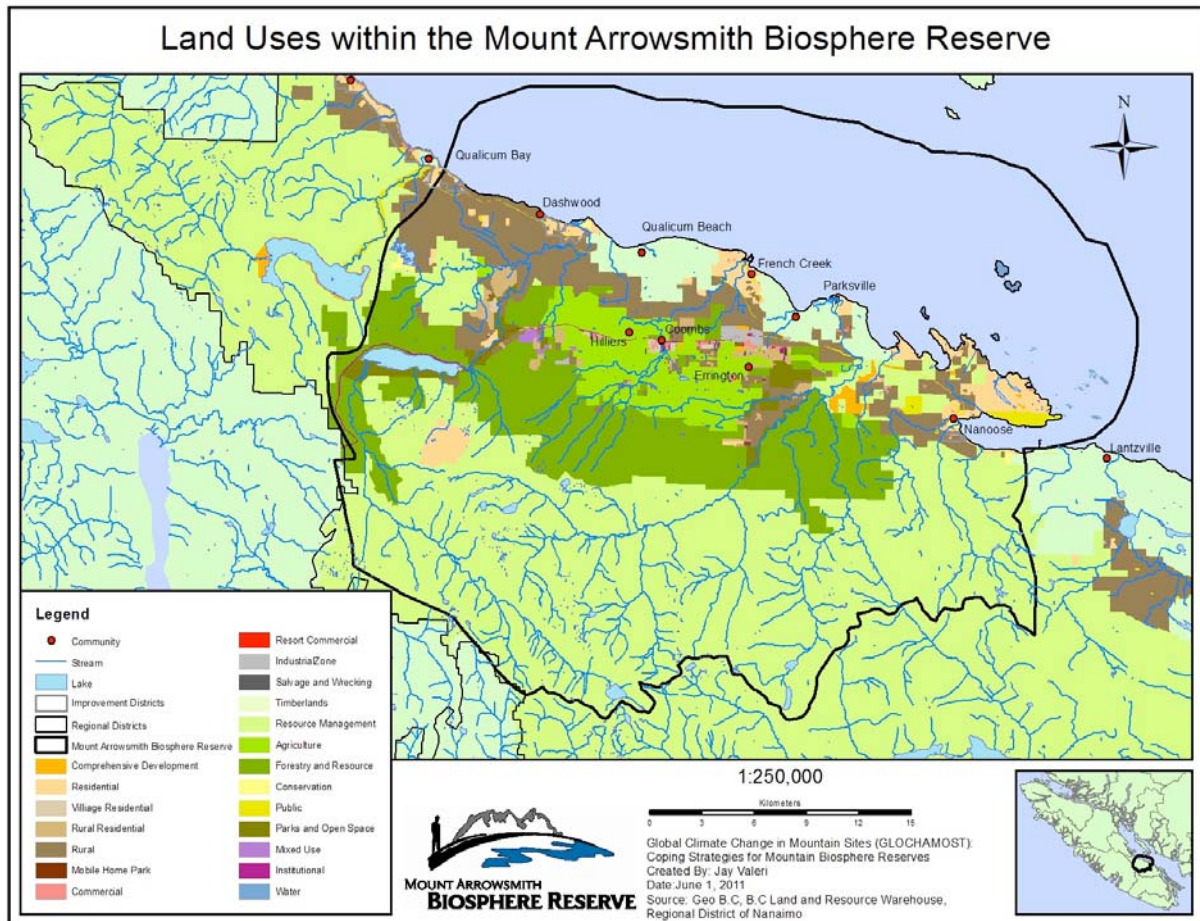 Land Uses within the Mount Arrowsmith Biosphere Reserve
N
Qualicum Bay
Dashwood
Qualicum Beach
French Creek
Parksville
Hilliers
Coombs
Errington
Nanoose
Lantzville
Legend
Community
Stream
Lake
Improvement Districts
Regional Districts
Mount Arrowsmith Biosphere Reserve
Comprehensive Development
Residential
Villiage Residential
Rural Residential
Rural
Mobile Home Park
Commercial
Resort Commercial
IndustrialZone
Salvage and Wrecking
Timberlands
Resource Management
Agriculture
Forestry and Resource
Conservation
Public
Parks and Open Space
Mixed Use
Institutional
Water
MOUNT ARROWSMITH
BIOSPHERE RESERVE
1:250,000
Kilometers
0 3 6 9 12 15
Global Climate Change in Mountain Sites (GLOCHAMOST):
Coping Strategies for Mountain Biosphere Reserves
Created By: Jay Valeri
Date:June 1, 2011
Source: Geo B.C, B.C Land and Resource Warehouse,
Regional District of Nanaimo